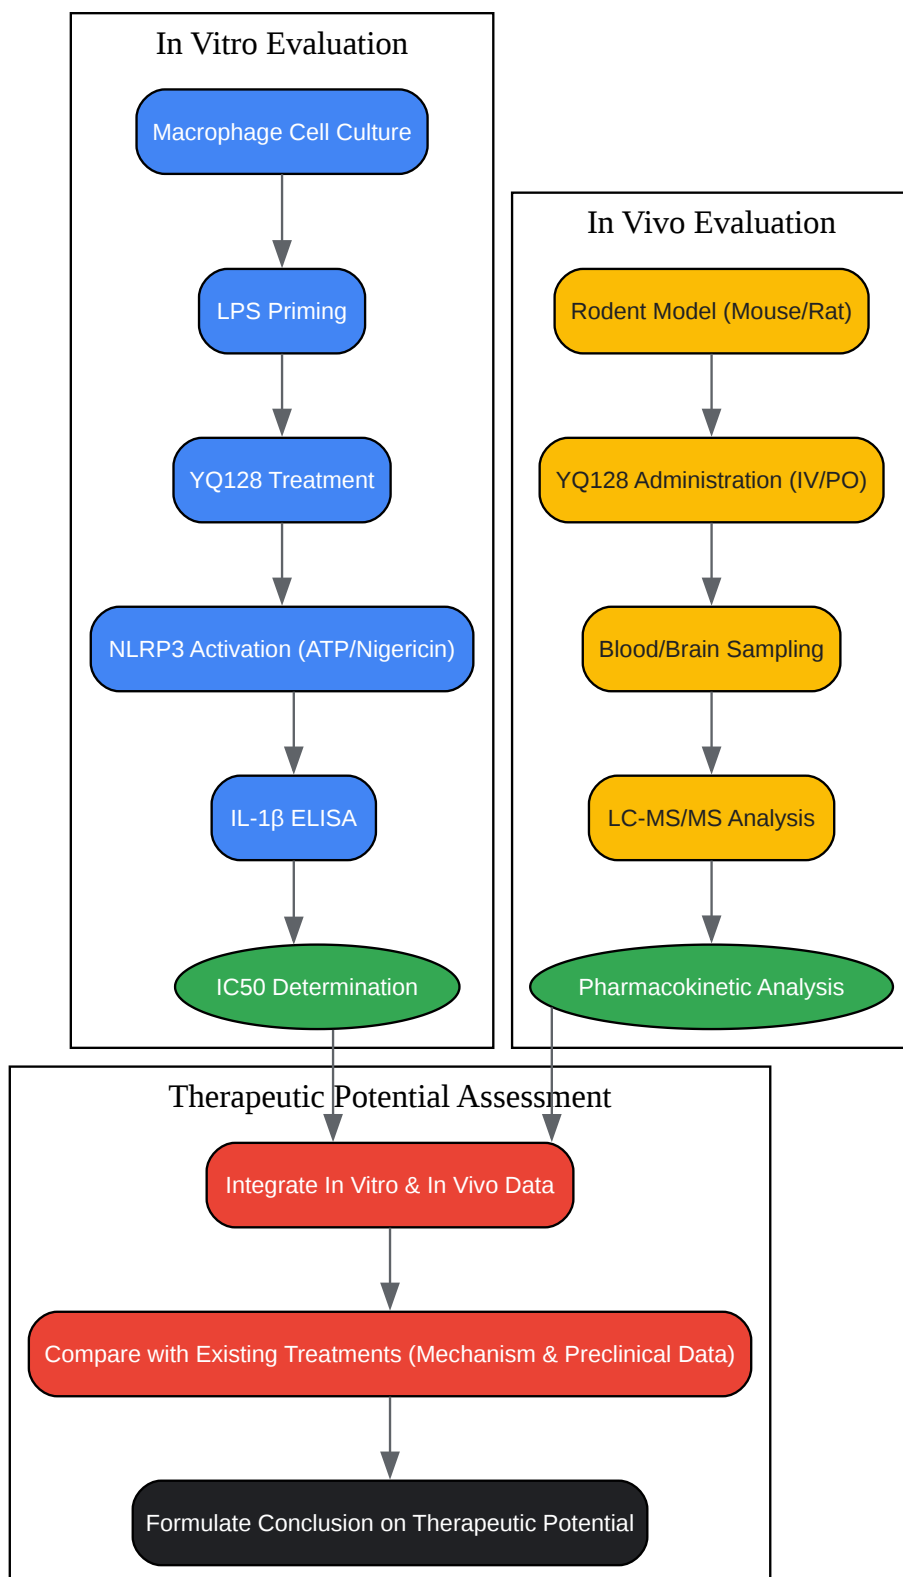 In Vitro Evaluation
Macrophage Cell Culture
LPS Priming
YQ128 Treatment
NLRP3 Activation (ATP/Nigericin)
IL-1β ELISA
IC50 Determination
In Vivo Evaluation
Rodent Model (Mouse/Rat)
YQ128 Administration (IV/PO)
Blood/Brain Sampling
LC-MS/MS Analysis
Pharmacokinetic Analysis
Therapeutic Potential Assessment
Integrate In Vitro & In Vivo Data
Compare with Existing Treatments (Mechanism & Preclinical Data)
Formulate Conclusion on Therapeutic Potential